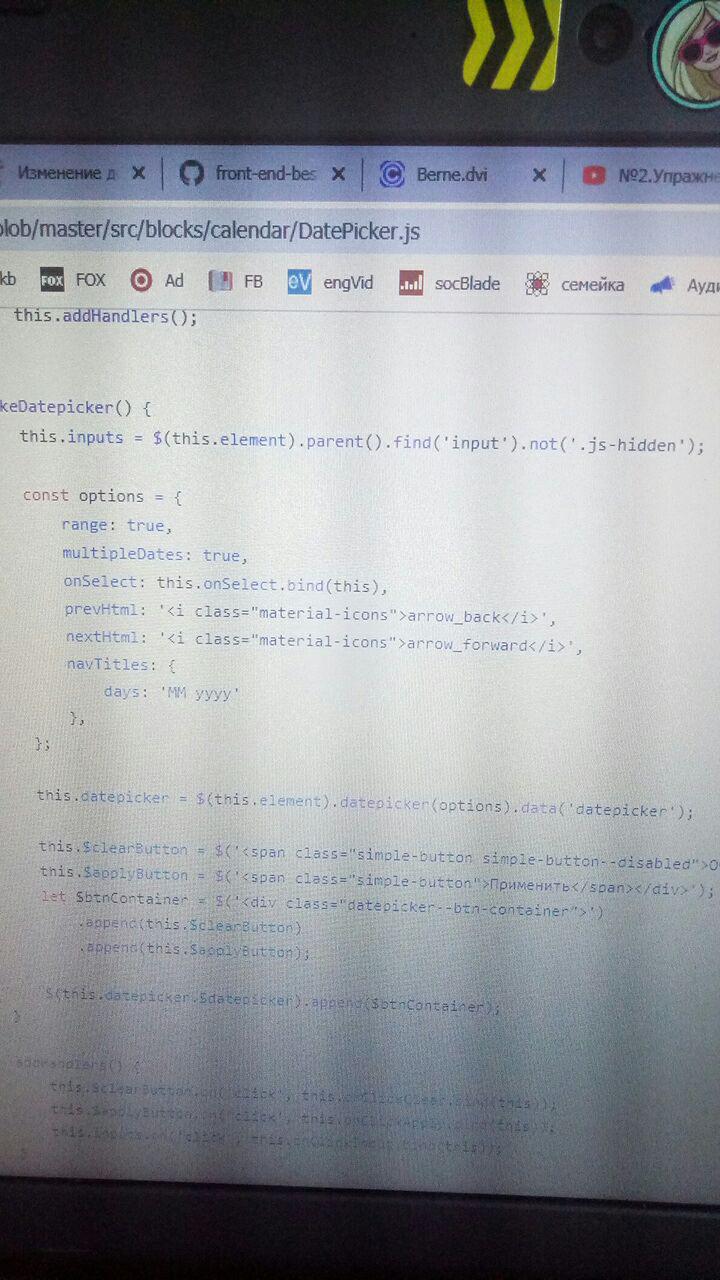 Изменение д
front-end-bes
Berne.dvi
№2.Упражне
blob/master/src/blocks/calendar/DatePicker.js
kb FOX FOX Ad FB eV engVid socBlade семейка Ауди
this.addHandlers();
keDatepicker() {
this.inputs = $(this.element).parent().find('input').not('.js-hidden');
const options = {
range: true,
multipleDates: true,
onSelect: this.onSelect.bind(this),
prevHtml: '<i class="material-icons">arrow_back</i>',
nextHtml: '<i class="material-icons">arrow_forward</i>',
navTitles: {
days: 'MM yyyy'
},
};
this.datepicker = $(this.element).datepicker(options).data('datepicker');
this.$clearButton = $('<span class="simple-button simple-button--disabled">О
this.$applyButton = $('<span class="simple-button">Применить</span></div>');
let $btnContainer = $('<div class="datepicker--btn-container">')
.append(this.$clearButton)
.append(this.$applyButton);
$(this.datepicker.$datepicker).append($btnContainer);
}
addHandlers() {
this.$clearButton.on('click', this.onClickClear.bind(this));
this.$applyButton.on('click', this.onClickApply.bind(this));
this.inputs.on('click', this.onClickInput.bind(this));